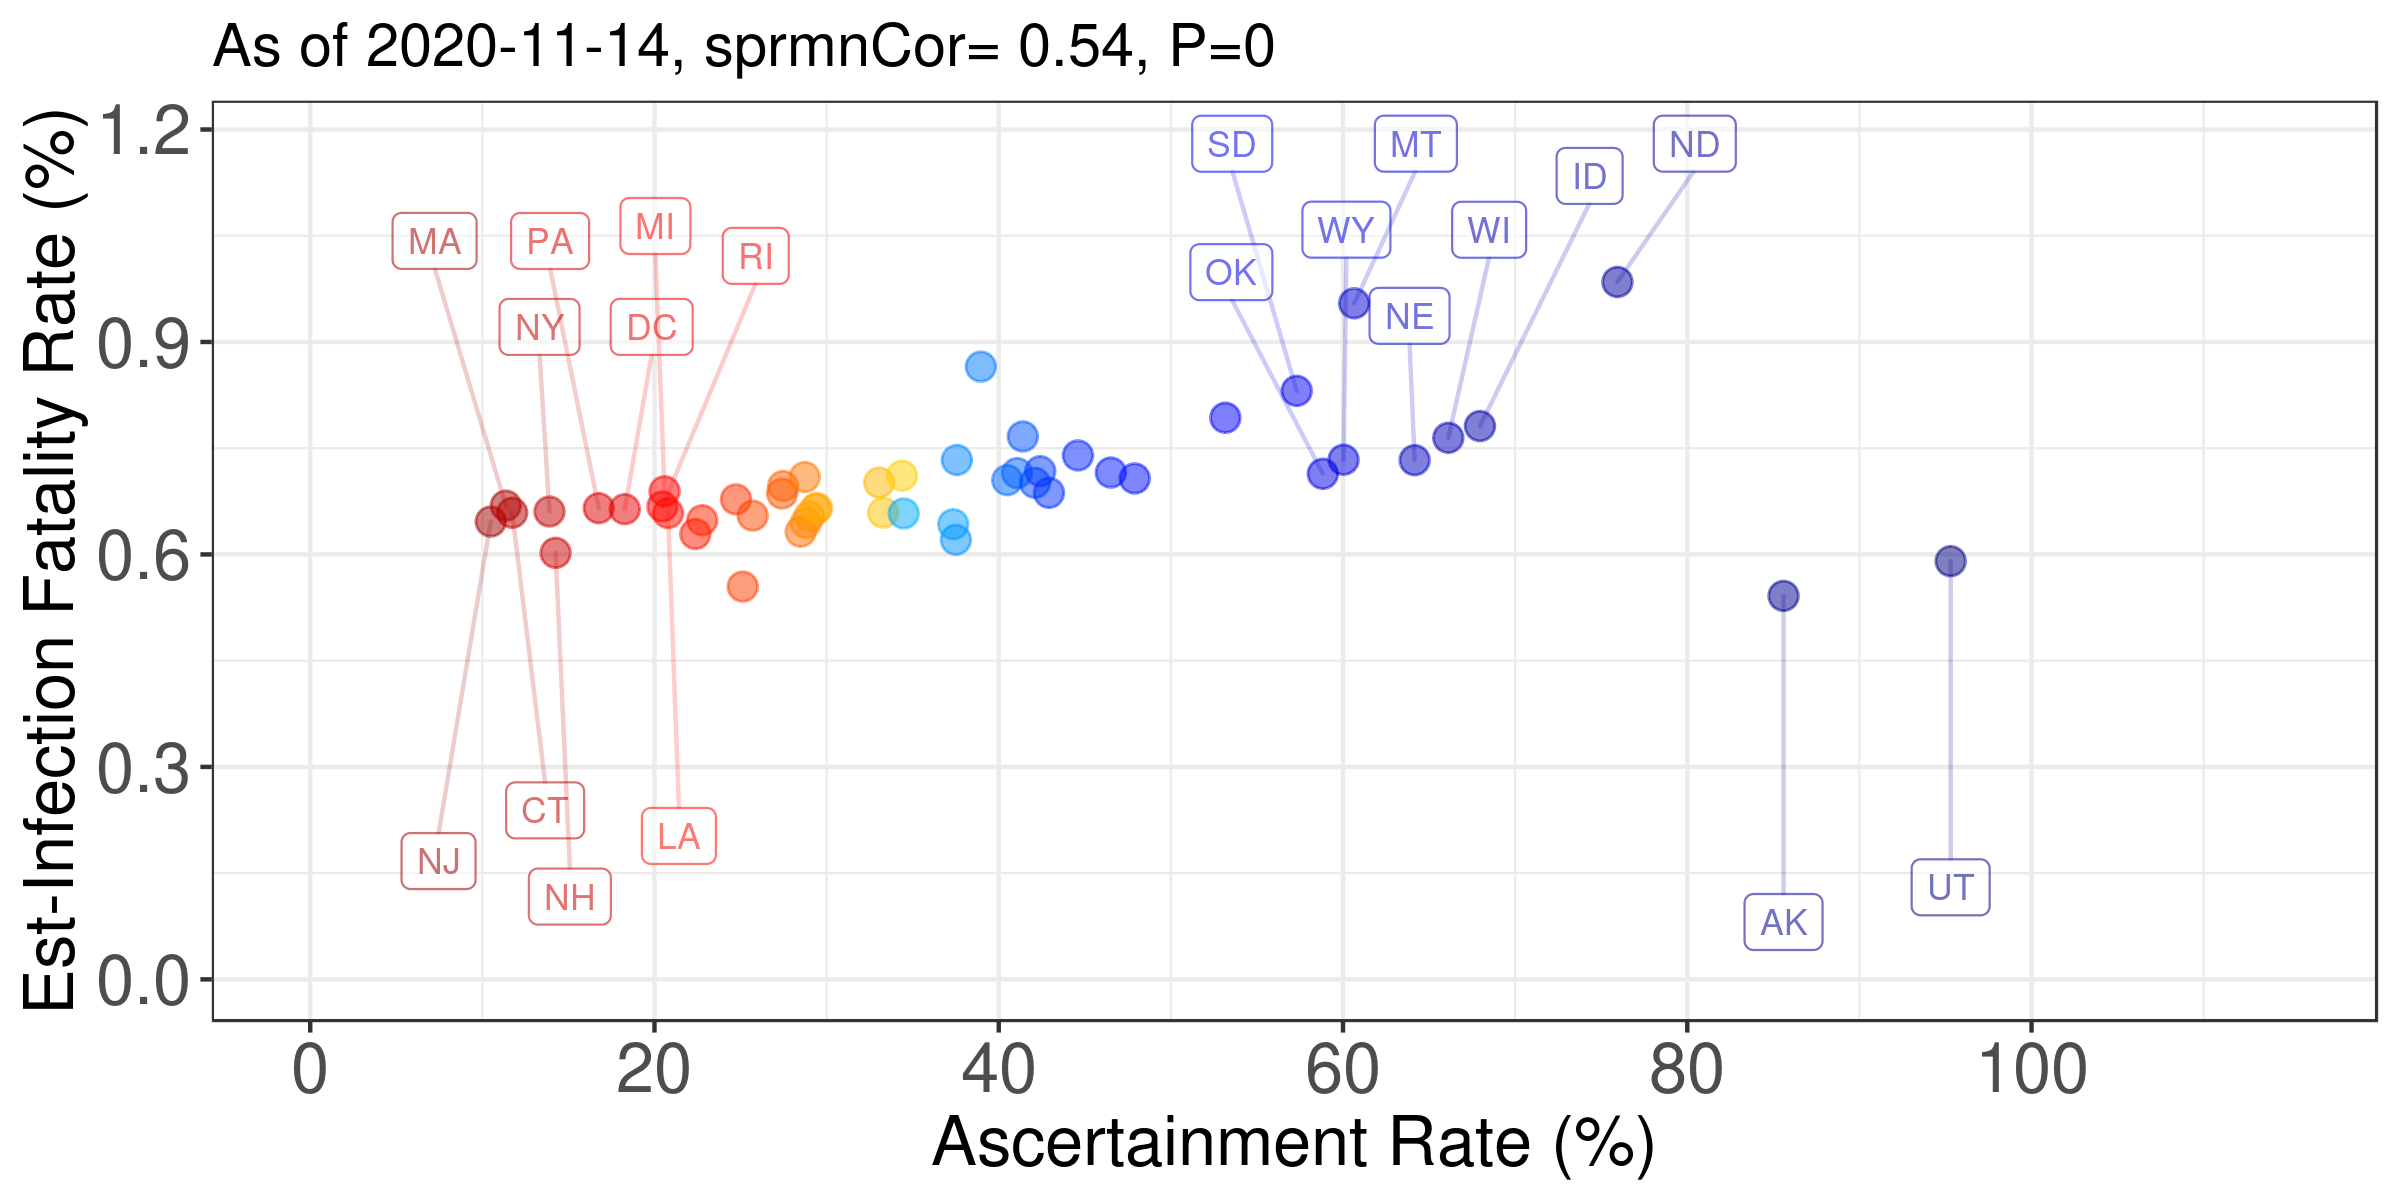 As of 2020-11-14, sprmnCor= 0.54, P=0
Est-Infection Fatality Rate (%)
1.2
0.9
0.6
0.3
0.0
SD
MT
ND
ID
MI
WY
WI
MA
PA
RI
OK
NE
NY
DC
CT
LA
NJ
NH
UT
AK
0
20
40
60
80
100
Ascertainment Rate (%)